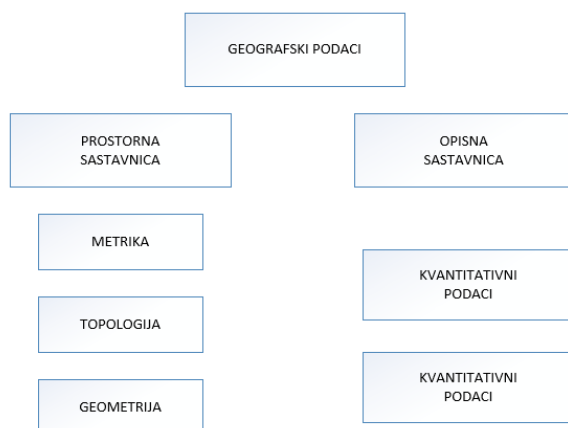 GEOGRAFSKI PODACI
PROSTORNA
SASTAVNICA
OPISNA
SASTAVNICA
METRIKA
KVANTITATIVNI
PODACI
TOPOLOGIJA
KVANTITATIVNI
PODACI
GEOMETRIJA